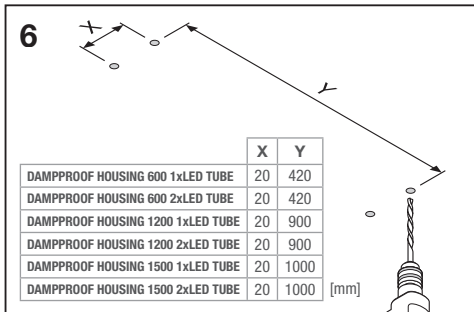 6
X
Y
X Y
DAMPPROOF HOUSING 600 1xLED TUBE 20 420
DAMPPROOF HOUSING 600 2xLED TUBE 20 420
DAMPPROOF HOUSING 1200 1xLED TUBE 20 900
DAMPPROOF HOUSING 1200 2xLED TUBE 20 900
DAMPPROOF HOUSING 1500 1xLED TUBE 20 1000
DAMPPROOF HOUSING 1500 2xLED TUBE 20 1000 [mm]